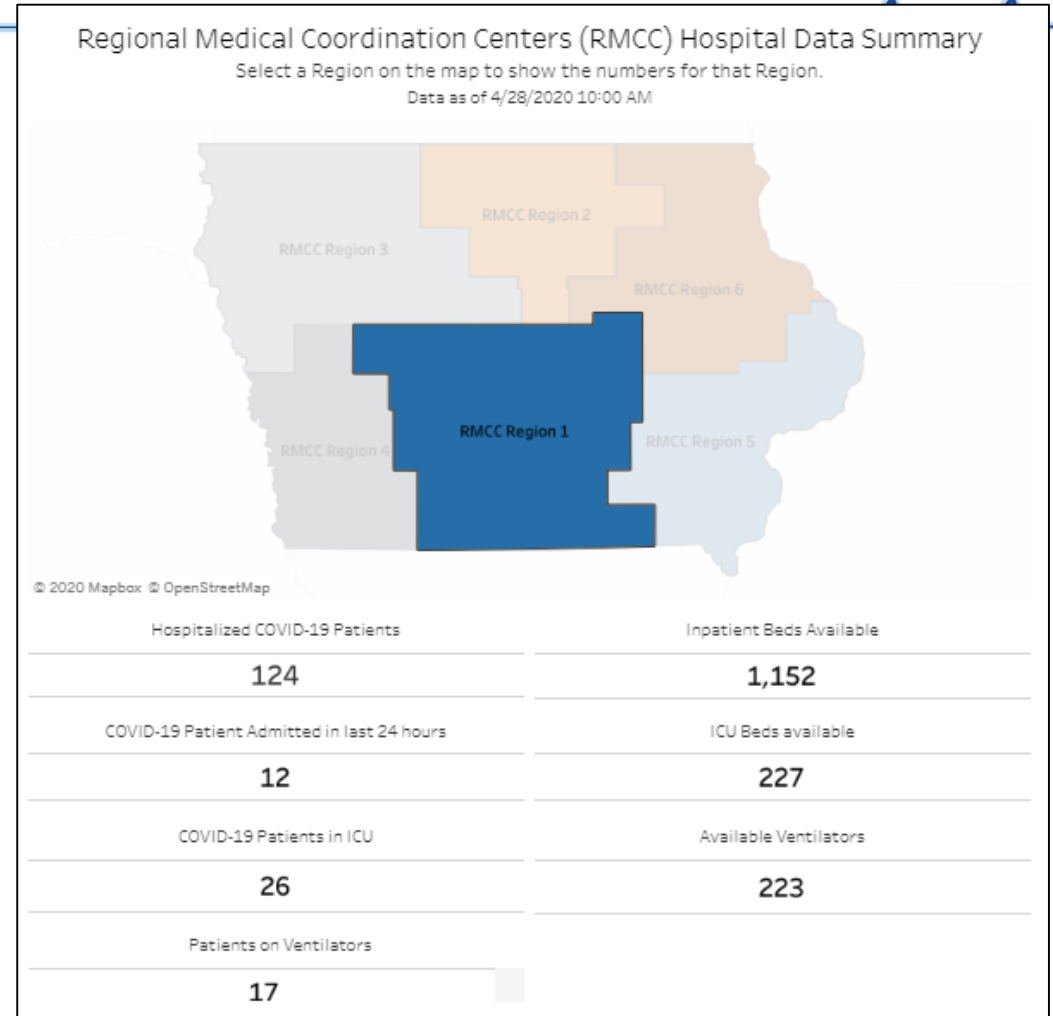 Regional Medical Coordination Centers (RMCC) Hospital Data Summary
Select a Region on the map to show the numbers for that Region.
Data as of 4/28/2020 10:00 AM
RMCC Region 2
RMCC Region 3
RMCC Region 6
RMCC Region 1
RMCC Region 5
RMCC Region 4
© 2020 Mapbox © OpenStreetMap
Hospitalized COVID-19 Patients
124
Inpatient Beds Available
1,152
COVID-19 Patient Admitted in last 24 hours
12
ICU Beds available
227
COVID-19 Patients in ICU
26
Available Ventilators
223
Patients on Ventilators
17